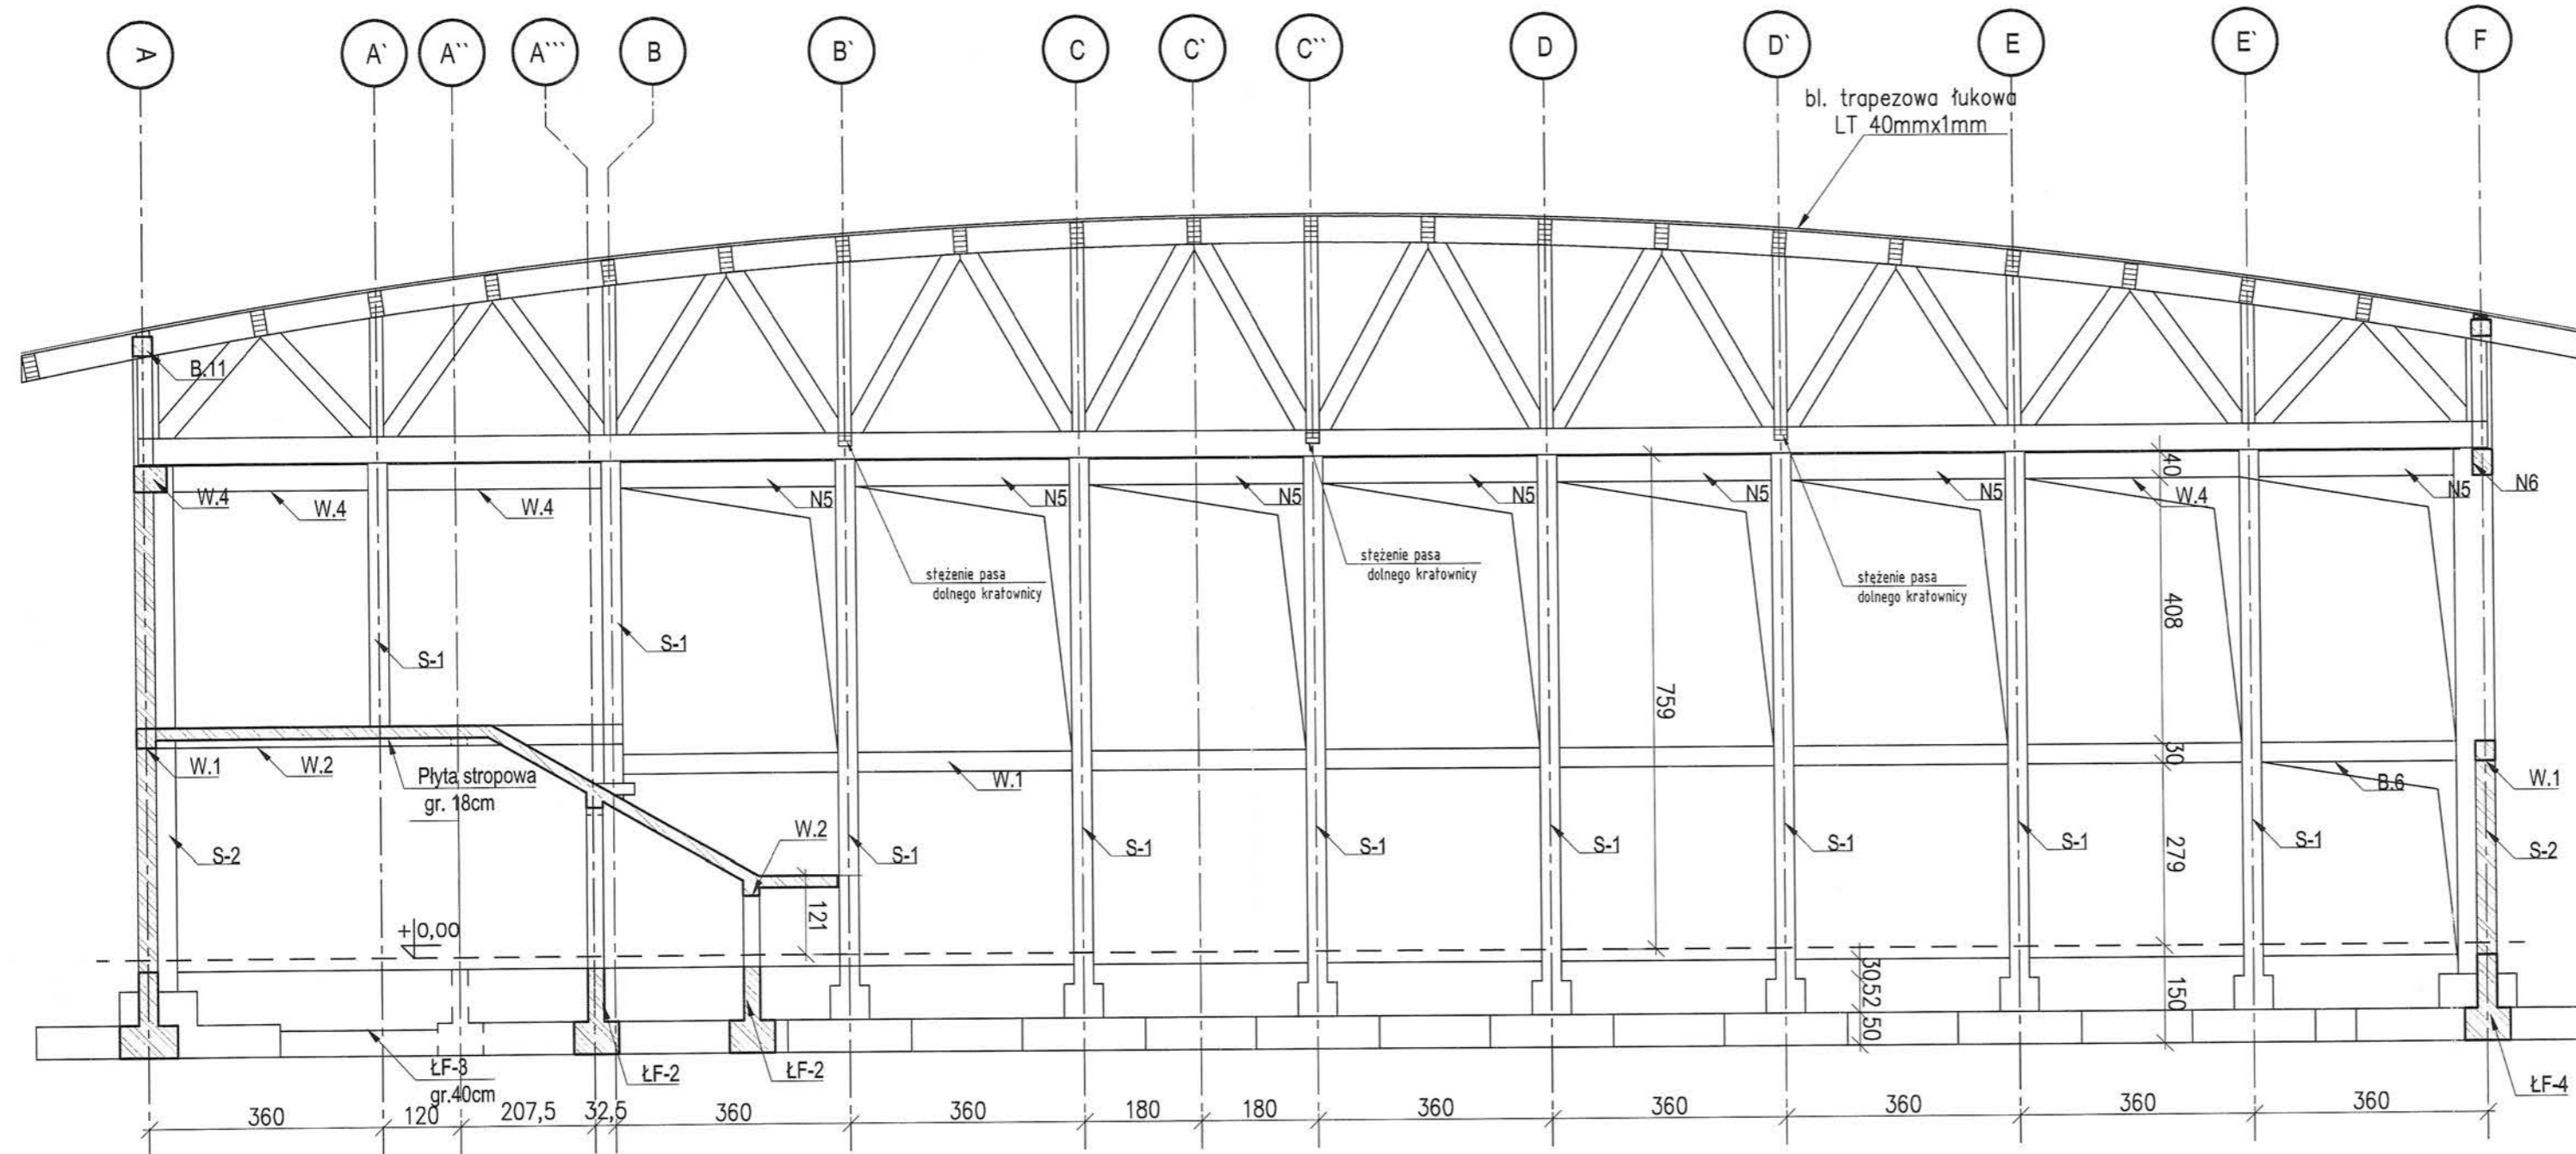 A A` A`` A``` B B` C C` C`` D D` E E` F
bl. trapezowa łukowa
LT 40mmx1mm
B.11
W.4 W.4 W.4 N5 N5 N5 N5 N5 N5 W.4 N5 N6
40
stężenie pasa
dolnego kratownicy
stężenie pasa
dolnego kratownicy
stężenie pasa
dolnego kratownicy
408
S-1 S-1
759
30
W.1 W.2 Płyta stropowa
gr. 18cm
W.1 B.6 W.1
W.2
S-2 S-1 S-1 S-1 S-1 S-1 S-1 S-1 S-2
279
121
+0,00
30 52 50
150
ŁF-3
gr.40cm
ŁF-2 ŁF-2 ŁF-4
360 120 207,5 32,5 360 360 180 180 360 360 360 360 360